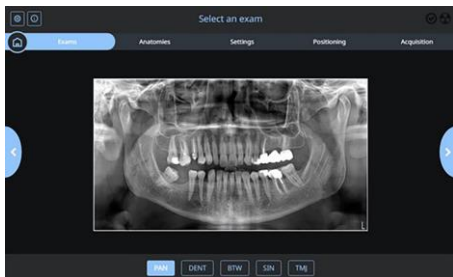 Select an exam
Exams Anatomies Settings Positioning Acquisition
L
PAN DENT BTW SIN TMJ